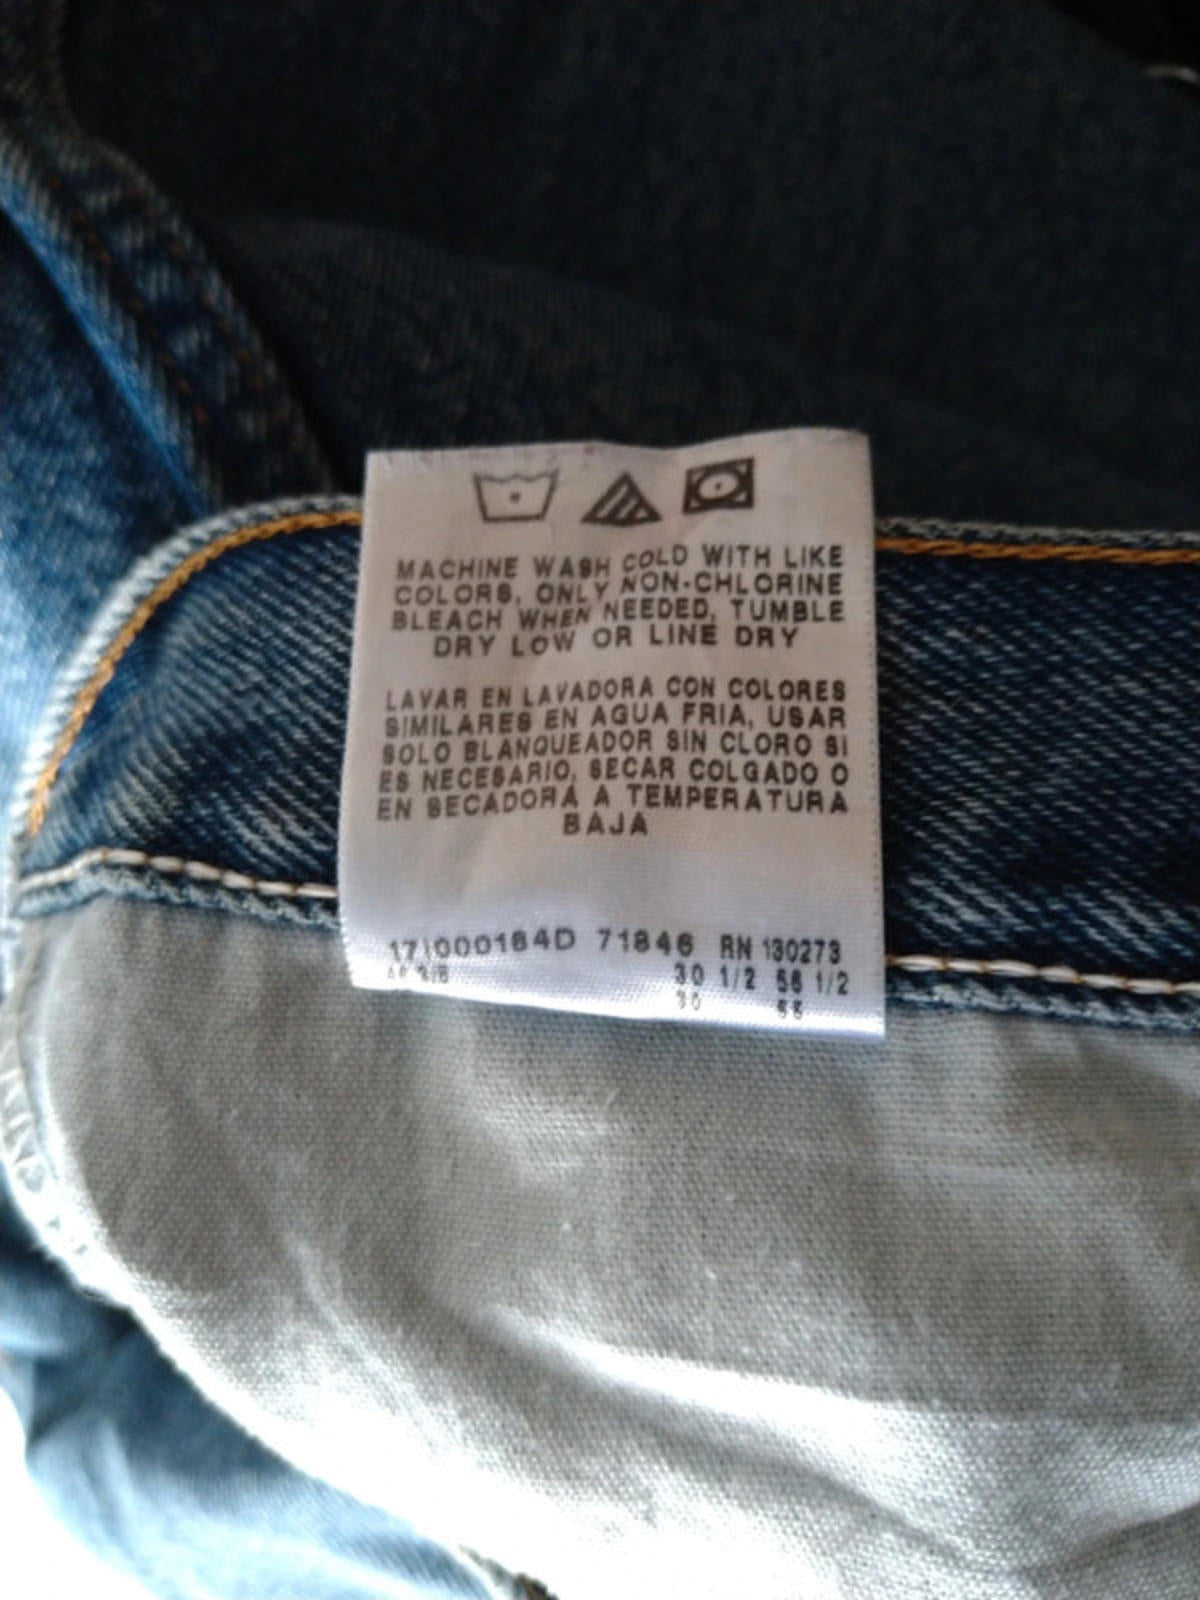 MACHINE WASH COLD WITH LIKE
COLORS, ONLY NON-CHLORINE
BLEACH WHEN NEEDED, TUMBLE
DRY LOW OR LINE DRY
LAVAR EN LAVADORA CON COLORES
SIMILARES EN AGUA FRIA, USAR
SOLO BLANQUEADOR SIN CLORO SI
ES NECESARIO, SECAR COLGADO O
EN SECADORA A TEMPERATURA
BAJA
171000184D 71846 RN 130273
30 1/2 56 1/2